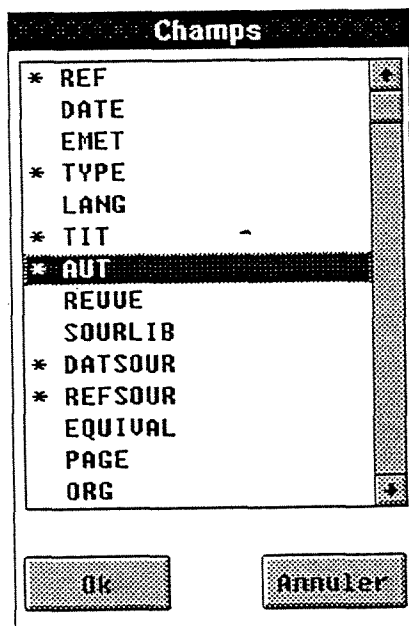 Champs
* REF
DATE
EMET
* TYPE
LANG
* TIT
* AUT
REVUE
SOURLIB
* DATSOUR
* REFSOUR
EQUIVAL
PAGE
ORG
Ok Annuler